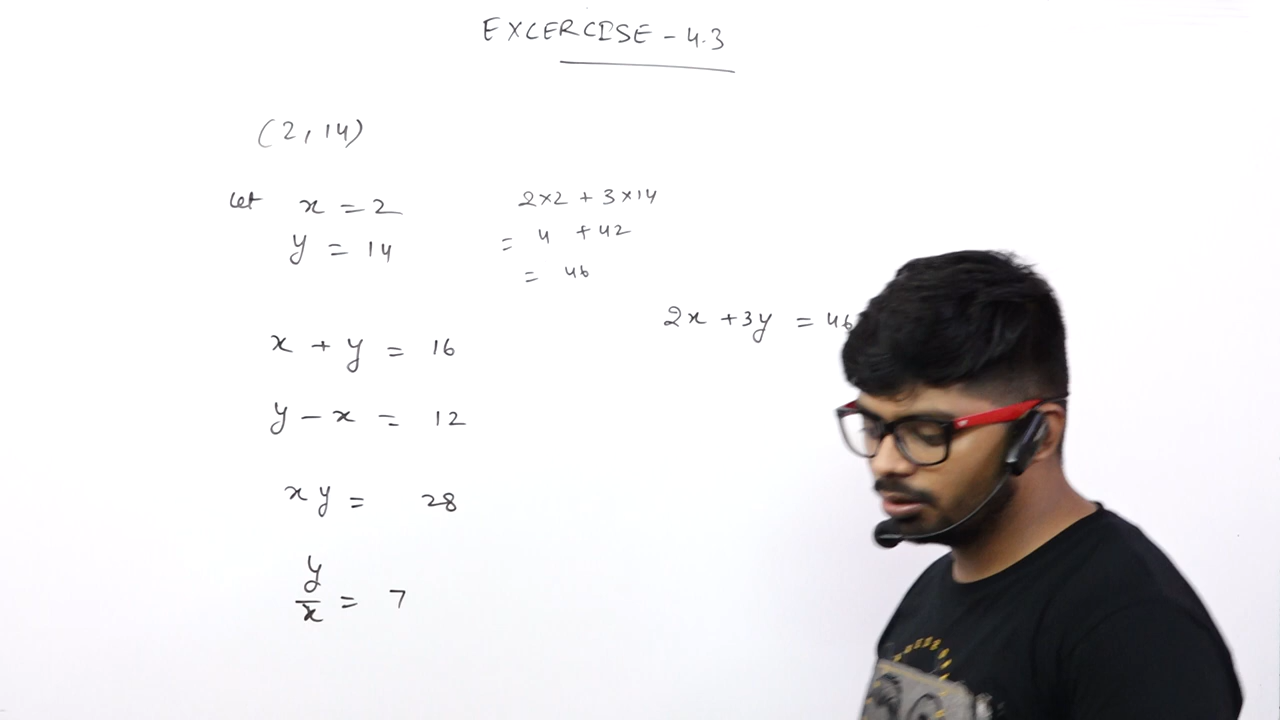 EXCERCISE - 4.3
(2, 14)
let x = 2
y = 14
2×2 + 3×14
= 4 + 42
= 46
2x + 3y = 46
x + y = 16
y - x = 12
xy = 28
y/x = 7